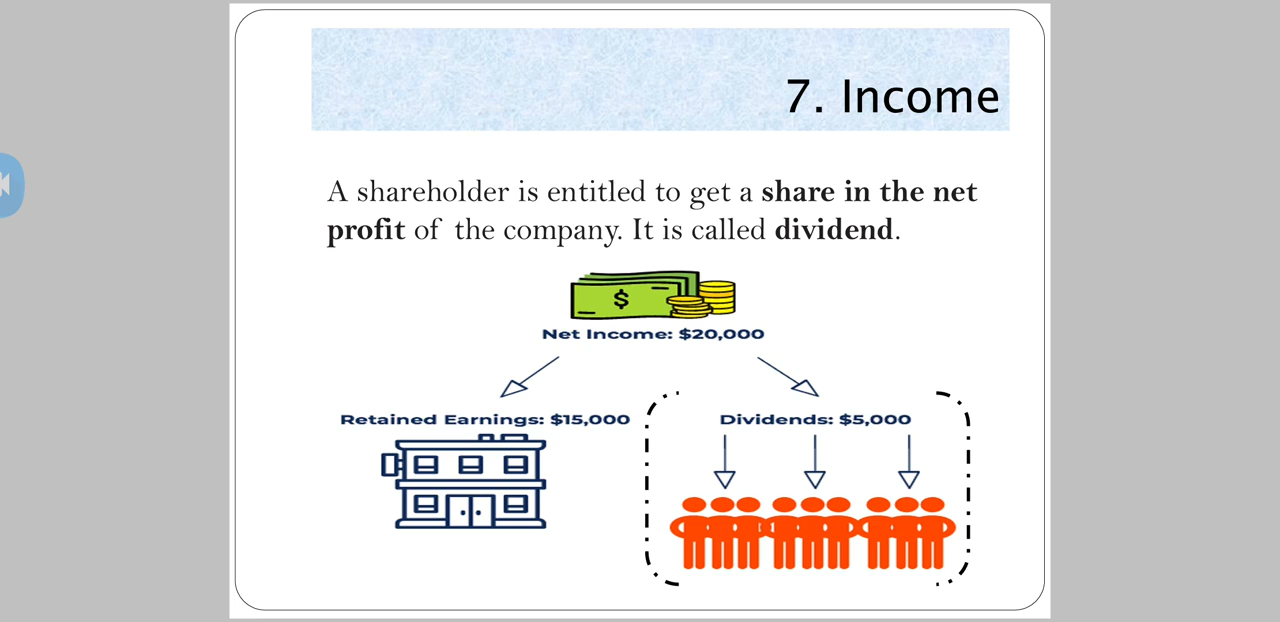 7. Income
A shareholder is entitled to get a share in the net
profit of the company. It is called dividend.
$
Net Income: $20,000
Retained Earnings: $15,000
Dividends: $5,000